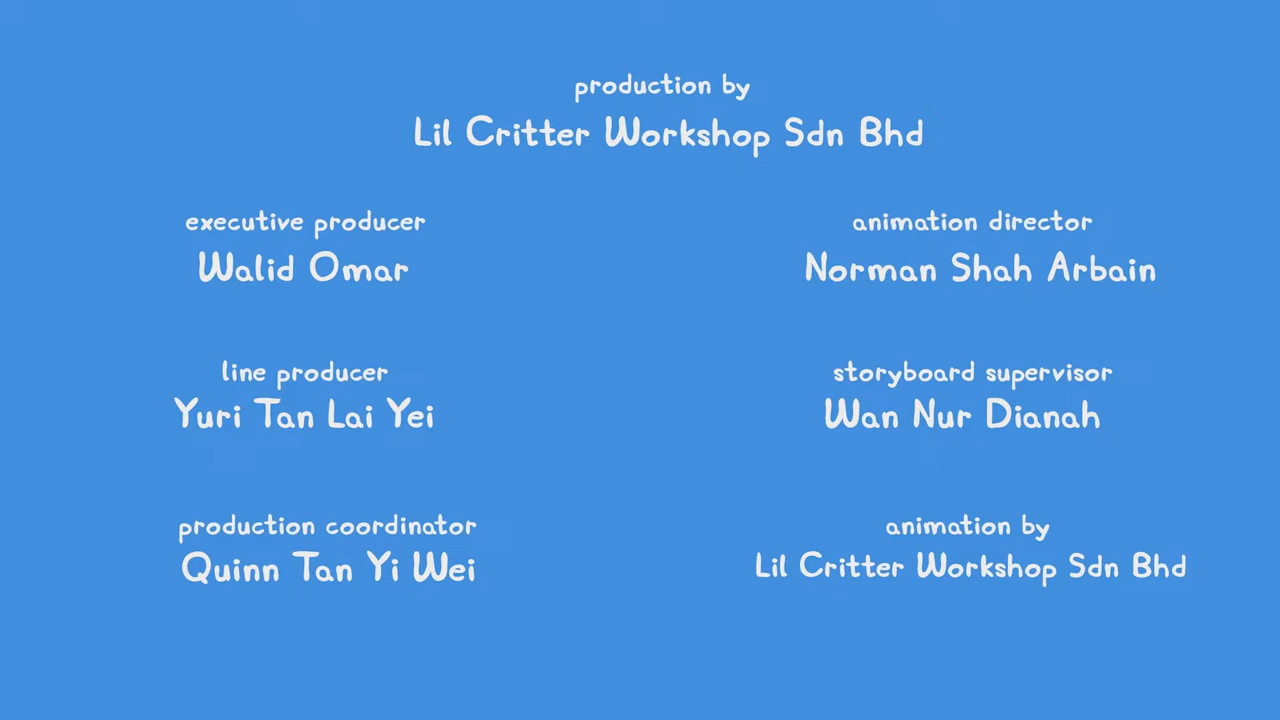 production by
Lil Critter Workshop Sdn Bhd
executive producer
Walid Omar
animation director
Norman Shah Arbain
line producer
Yuri Tan Lai Yei
storyboard supervisor
Wan Nur Dianah
production coordinator
Quinn Tan Yi Wei
animation by
Lil Critter Workshop Sdn Bhd